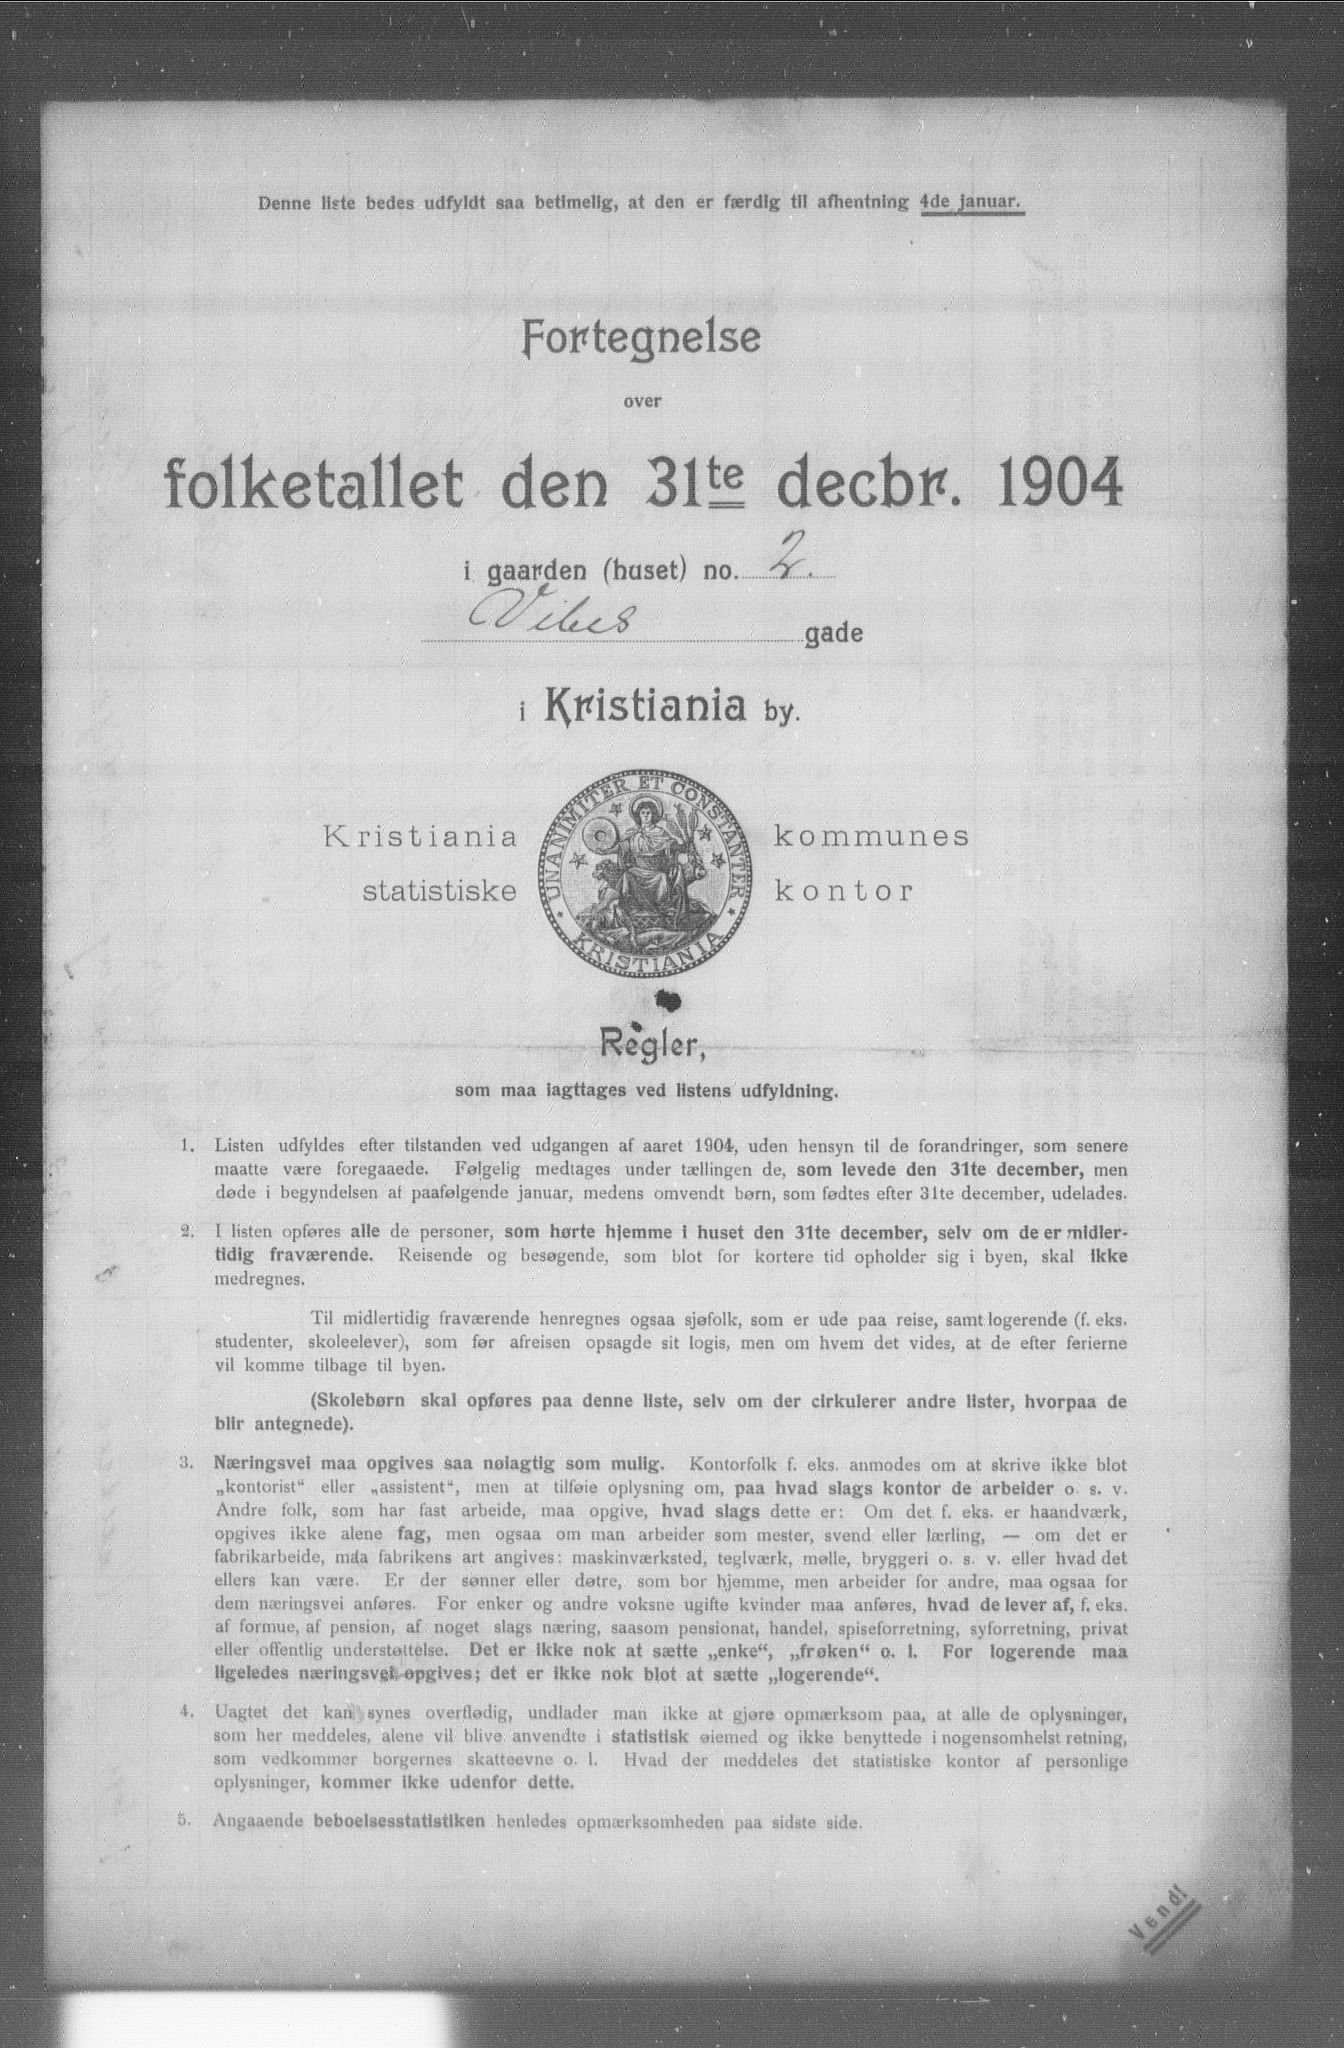 Denne liste bedes udfyldt saa betimelig, at den er færdig til afhentning 4de januar.
Fortegnelse
over
folketallet den 31te decbr. 1904
i gaarden (huset) no. 2.
Vibes gade
i Kristiania by.
Kristiania kommunes
statistiske kontor
UNANIMITER ET CONSTANTER
KRISTIANIA
Regler,
som maa iagttages ved listens udfyldning.
1. Listen udfyldes efter tilstanden ved udgangen af aaret 1904, uden hensyn til de forandringer, som senere
maatte være foregaaede. Følgelig medtages under tællingen de, som levede den 31te december, men
døde i begyndelsen af paafølgende januar, medens omvendt børn, som fødtes efter 31te december, udelades.
2. I listen opføres alle de personer, som hørte hjemme i huset den 31te december, selv om de er midler-
tidig fraværende. Reisende og besøgende, som blot for kortere tid opholder sig i byen, skal ikke
medregnes.
Til midlertidig fraværende henregnes ogsaa sjøfolk, som er ude paa reise, samt logerende (f. eks.
studenter, skoleelever), som før afreisen opsagde sit logis, men om hvem det vides, at de efter ferierne
vil komme tilbage til byen.
(Skolebørn skal opføres paa denne liste, selv om der cirkulerer andre lister, hvorpaa de
blir antegnede).
3. Næringsvei maa opgives saa nøiagtig som mulig. Kontorfolk f. eks. anmodes om at skrive ikke blot
„kontorist“ eller „assistent“, men at tilføie oplysning om, paa hvad slags kontor de arbeider o. s. v.
Andre folk, som har fast arbeide, maa opgive, hvad slags dette er: Om det f. eks. er haandværk,
opgives ikke alene fag, men ogsaa om man arbeider som mester, svend eller lærling, — om det er
fabrikarbeide, maa fabrikens art angives: maskinværksted, teglværk, mølle, bryggeri o. s. v. eller hvad det
ellers kan være. Er der sønner eller døtre, som bor hjemme, men arbeider for andre, maa ogsaa for
dem næringsvei anføres. For enker og andre voksne ugifte kvinder maa anføres, hvad de lever af, f. eks.
af formue, af pension, af noget slags næring, saasom pensionat, handel, spiseforretning, syforretning, privat
eller offentlig understøttelse. Det er ikke nok at sætte „enke“, „frøken“ o. l. For logerende maa
ligeledes næringsvei opgives; det er ikke nok blot at sætte „logerende“.
4. Uagtet det kan synes overflødig, undlader man ikke at gjøre opmærksom paa, at alle de oplysninger,
som her meddeles, alene vil blive anvendte i statistisk øiemed og ikke benyttede i nogensomhelst retning,
som vedkommer borgernes skatteevne o. l. Hvad der meddeles det statistiske kontor af personlige
oplysninger, kommer ikke udenfor dette.
5. Angaaende beboelsesstatistiken henledes opmærksomheden paa sidste side.
Vend!